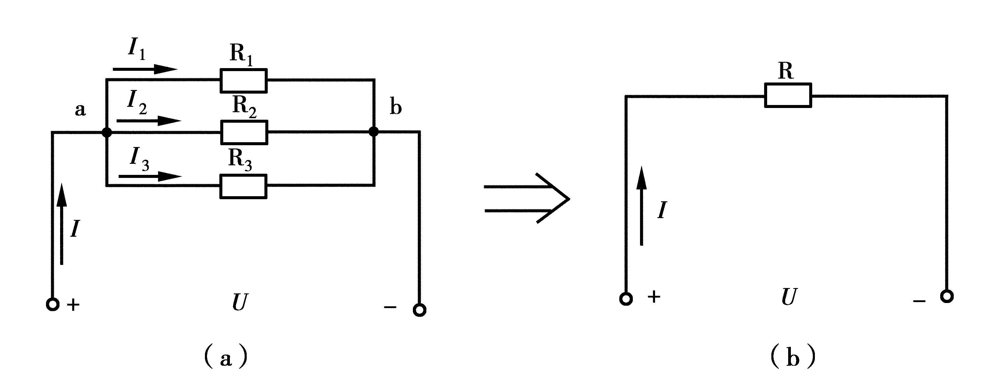 I1
R1
R
I2
R2
a
b
I3
R3
I
I
+
U
−
+
U
−
(a)
(b)